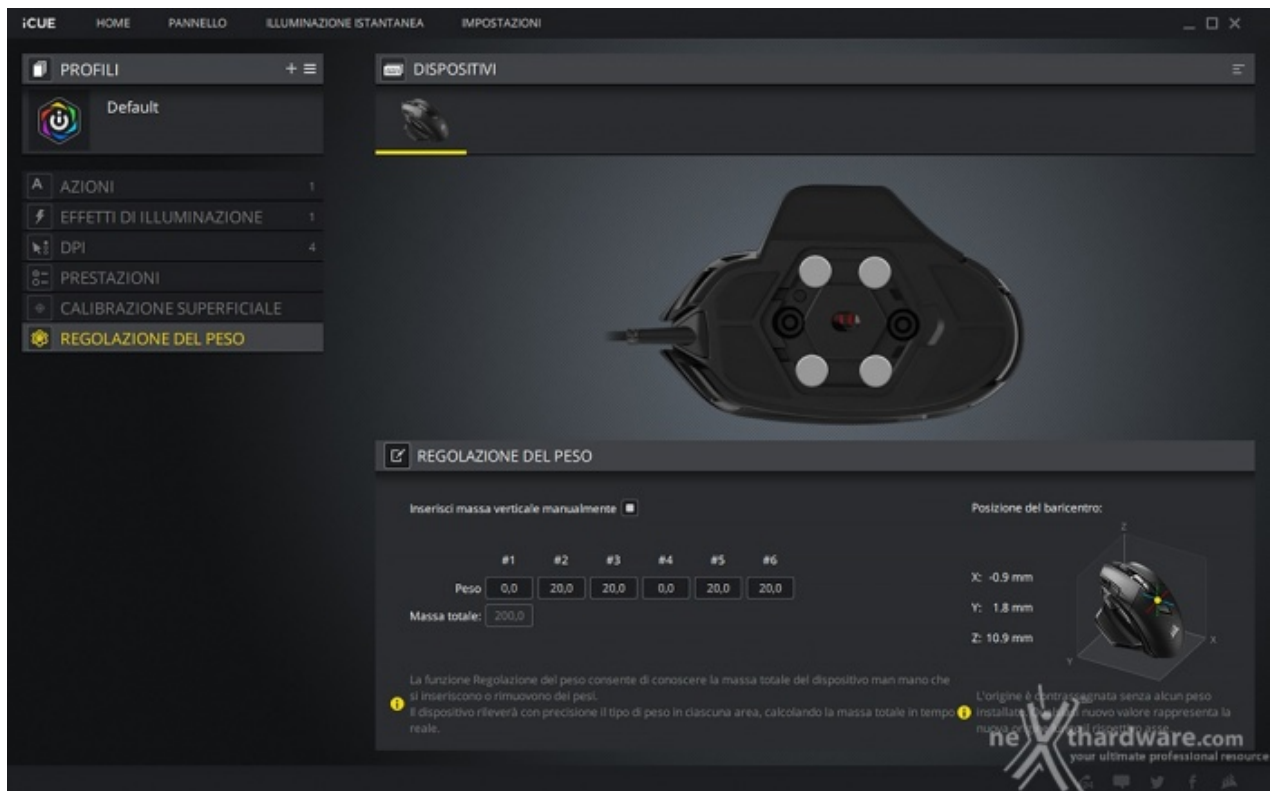 iCUE HOME PANNELLO ILLUMINAZIONE ISTANTANEA IMPOSTAZIONI
PROFILI
Default
A AZIONI 1
EFFETTI DI ILLUMINAZIONE 1
DPI 4
PRESTAZIONI
CALIBRAZIONE SUPERFICIALE
REGOLAZIONE DEL PESO
DISPOSITIVI
REGOLAZIONE DEL PESO
Inserisci massa verticale manualmente
#1 #2 #3 #4 #5 #6
Peso 0,0 20,0 20,0 0,0 20,0 20,0
Massa totale: 200,0
La funzione Regolazione del peso consente di conoscere la massa totale del dispositivo man mano che
si inseriscono o rimuovono dei pesi.
Il dispositivo rileverà con precisione il tipo di peso in ciascuna area, calcolando la massa totale in tempo
reale.
Posizione del baricentro:
X: -0.9 mm
Y: 1.8 mm
Z: 10.9 mm
Z
Y
X
L'origine è contrassegnata senza alcun peso
nuovo valore rappresenta la
nexthardware.com
your ultimate professional resource